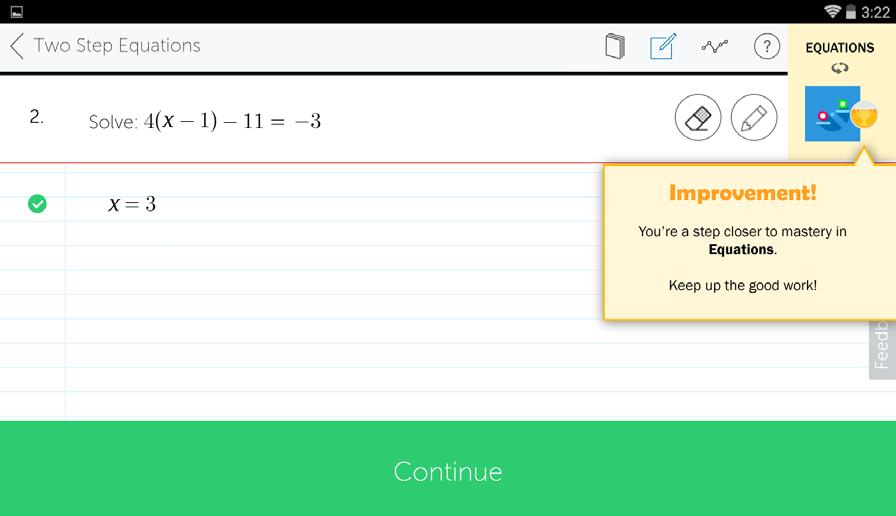 3:22
Two Step Equations
?
EQUATIONS
2.
Solve: 4(x − 1) − 11 = −3
x = 3
Improvement!
You're a step closer to mastery in
Equations.
Keep up the good work!
Feedb
Continue